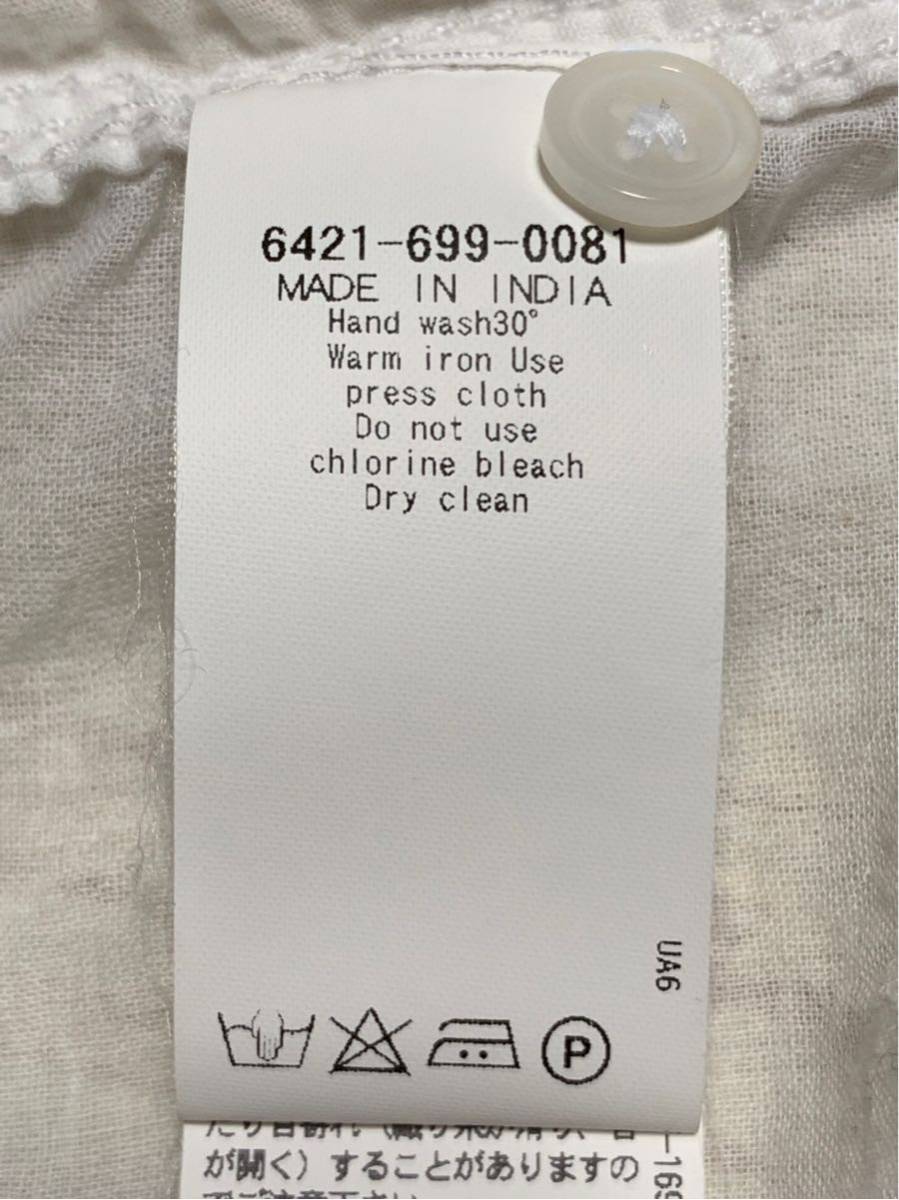 6421-699-0081
MADE IN INDIA
Hand wash30°
Warm iron Use
press cloth
Do not use
chlorine bleach
Dry clean
UA6
P
が開く）することがありますの
-169